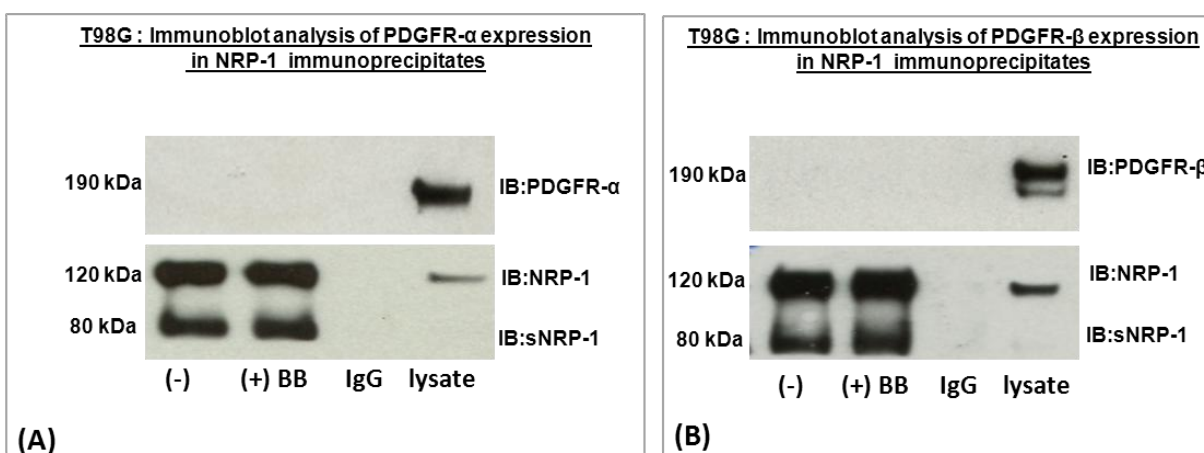 T98G : Immunoblot analysis of PDGFR-α expression
in NRP-1 immunoprecipitates
190 kDa
IB:PDGFR-α
120 kDa
IB:NRP-1
80 kDa
IB:sNRP-1
(-) (+) BB IgG lysate
(A)
T98G : Immunoblot analysis of PDGFR-β expression
in NRP-1 immunoprecipitates
190 kDa
IB:PDGFR-β
120 kDa
IB:NRP-1
80 kDa
IB:sNRP-1
(-) (+) BB IgG lysate
(B)